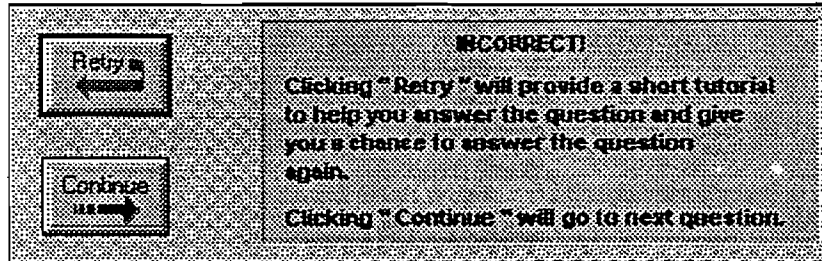 Retry
Continue
INCORRECT!
Clicking " Retry " will provide a short tutorial
to help you answer the question and give
you a chance to answer the question
again.
Clicking " Continue " will go to next question.